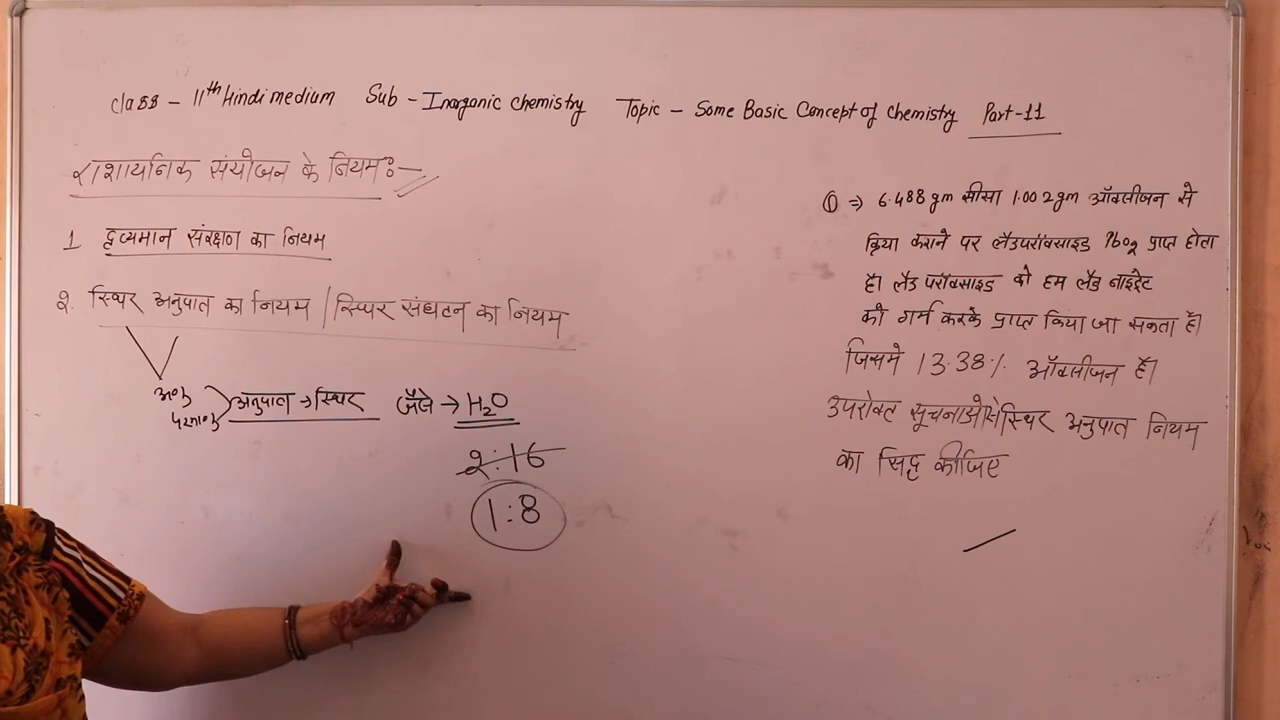 Class - 11th Hindi medium Sub - Inorganic chemistry Topic - Some Basic Concept of chemistry Part-11
राशायनिक संयोजन के नियम:-
1 द्रव्यमान संरक्षण का नियम
२. स्थिर अनुपात का नियम / स्थिर संघटन का नियम
अणु
परमाणु
अनुपात → स्थिर जैसे → H2O
2:16
1:8
① ⇒ 6.488 gm सीसा 1.002 gm ऑक्सीजन से
क्रिया कराने पर लैडपरॉक्साइड Pbo2 प्राप्त होता
है। लैड परॉक्साइड को हम लैड नाइट्रेट
को गर्म करके प्राप्त किया जा सकता है।
जिसमे 13.38% ऑक्सीजन है।
उपरोक्त सूचनाओ से स्थिर अनुपात नियम
का सिद्ध कीजिए